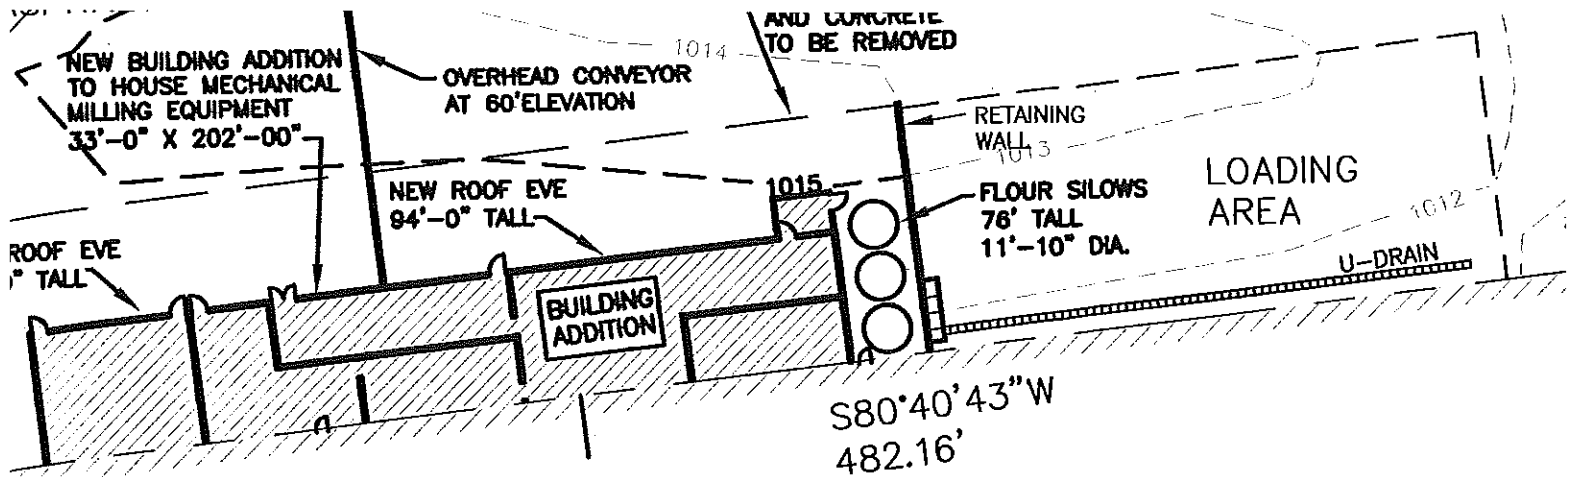 NEW BUILDING ADDITION
TO HOUSE MECHANICAL
MILLING EQUIPMENT
33'-0" X 202'-00"
OVERHEAD CONVEYOR
AT 60'ELEVATION
1014
AND CONCRETE
TO BE REMOVED
RETAINING
WALL
1013
LOADING
AREA
1015
NEW ROOF EVE
94'-0" TALL
FLOUR SILOWS
76' TALL
11'-10" DIA.
1012
ROOF EVE
" TALL
U-DRAIN
BUILDING
ADDITION
S80°40'43"W
482.16'